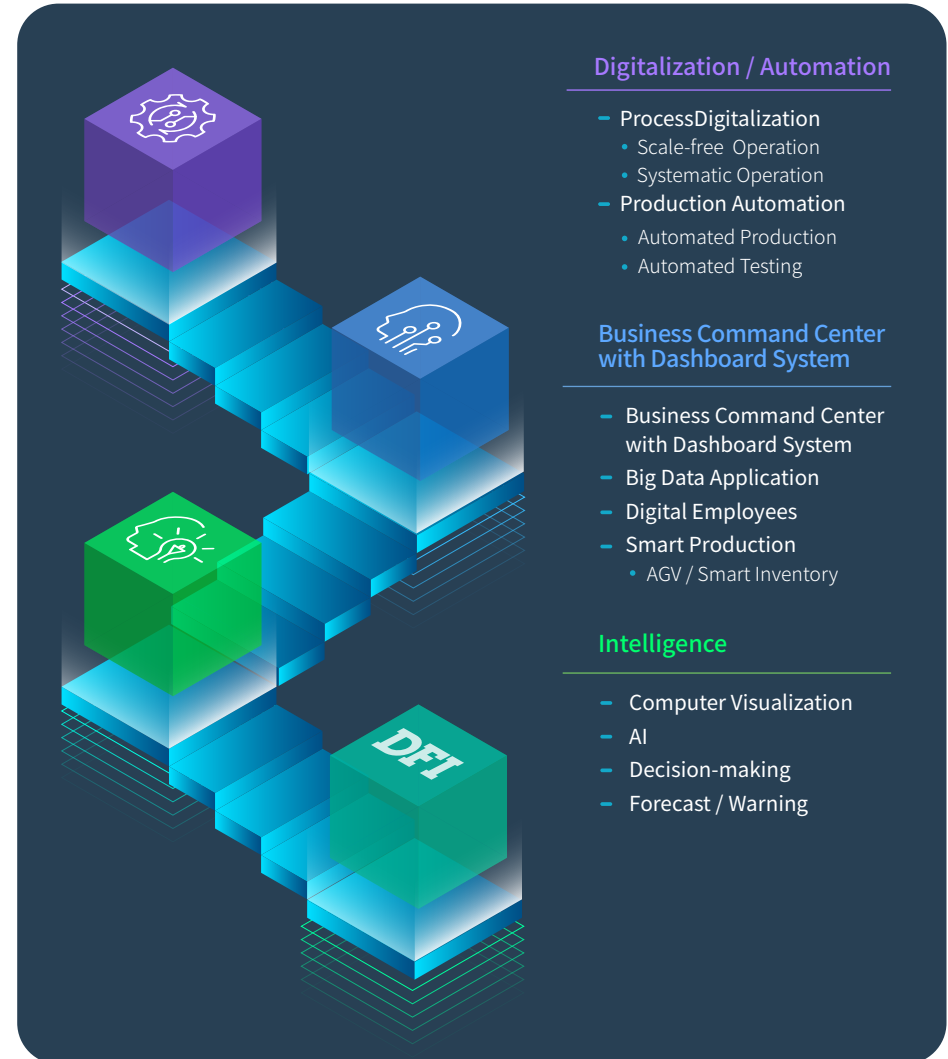 Digitalization / Automation
– ProcessDigitalization
• Scale-free Operation
• Systematic Operation
– Production Automation
• Automated Production
• Automated Testing
Business Command Center
with Dashboard System
– Business Command Center
with Dashboard System
– Big Data Application
– Digital Employees
– Smart Production
• AGV / Smart Inventory
Intelligence
– Computer Visualization
– AI
– Decision-making
– Forecast / Warning
DFI